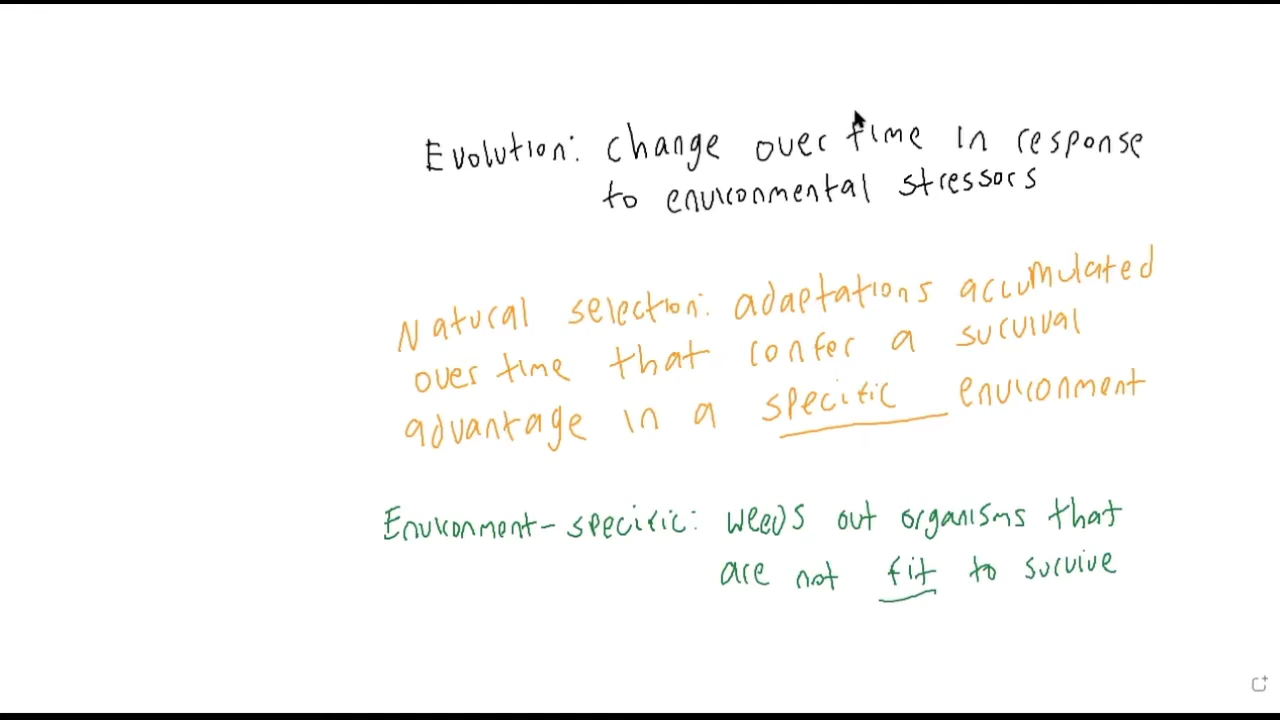 Evolution: change over time in response
to environmental stressors
Natural selection: adaptations accumulated
over time that confer a survival
advantage in a specific environment
Environment-specific: weeds out organisms that
are not fit to survive